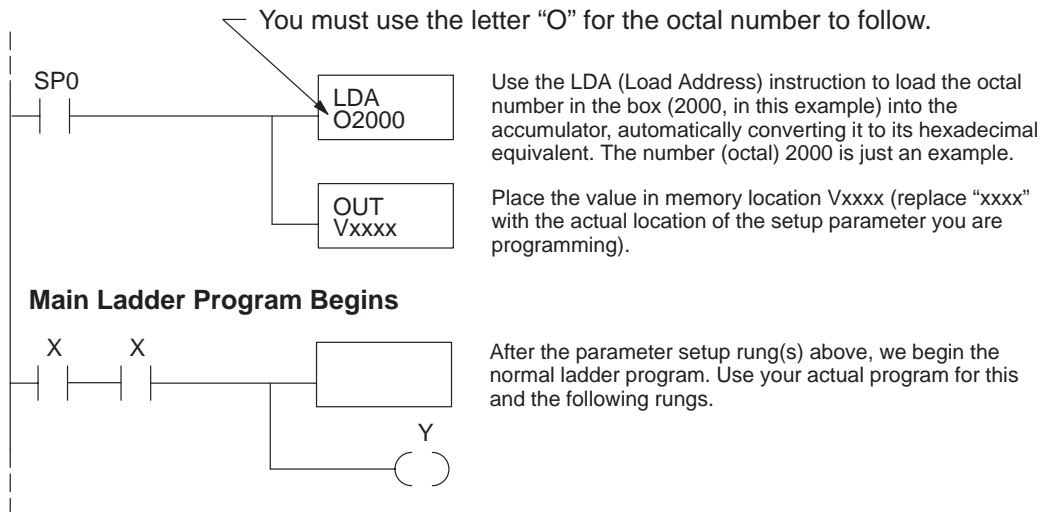 You must use the letter “O” for the octal number to follow.
SP0
LDA
O2000
Use the LDA (Load Address) instruction to load the octal
number in the box (2000, in this example) into the
accumulator, automatically converting it to its hexadecimal
equivalent. The number (octal) 2000 is just an example.
OUT
Vxxxx
Place the value in memory location Vxxxx (replace “xxxx”
with the actual location of the setup parameter you are
programming).
Main Ladder Program Begins
X X
After the parameter setup rung(s) above, we begin the
normal ladder program. Use your actual program for this
and the following rungs.
Y